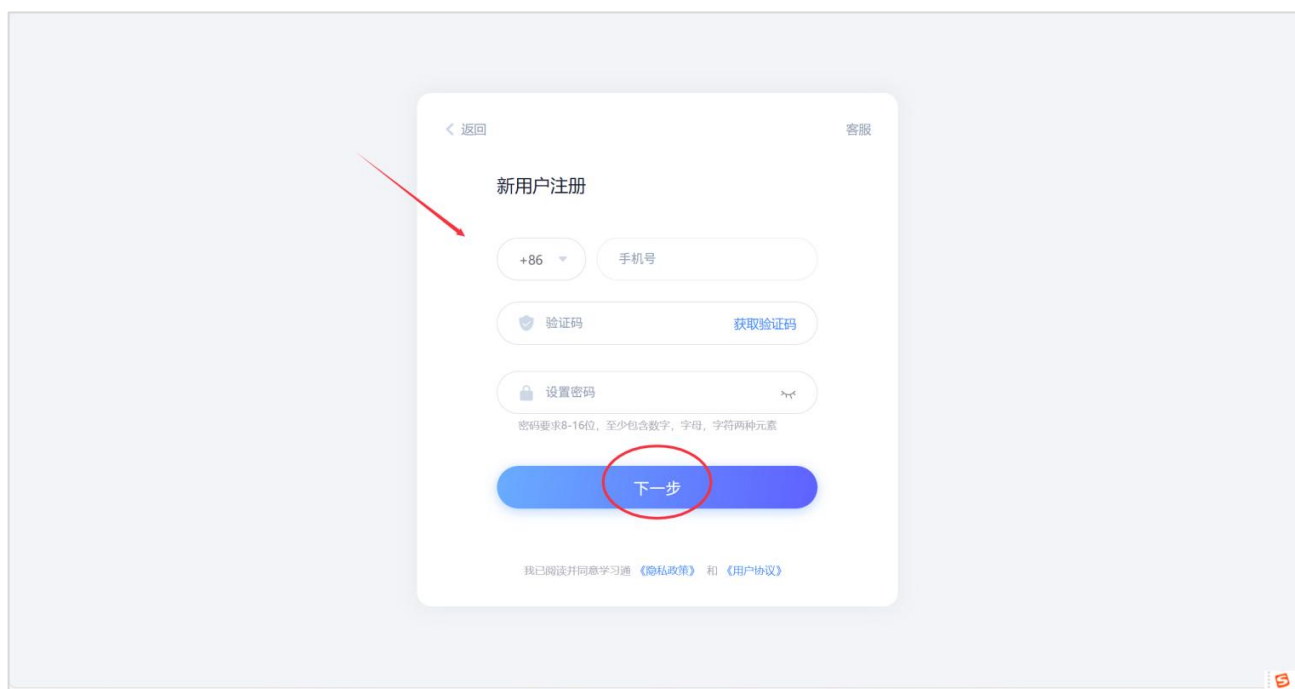 返回
客服
新用户注册
+86 手机号
验证码 获取验证码
设置密码
密码要求8-16位，至少包含数字，字母，字符两种元素
下一步
我已阅读并同意学习通《隐私政策》 和 《用户协议》